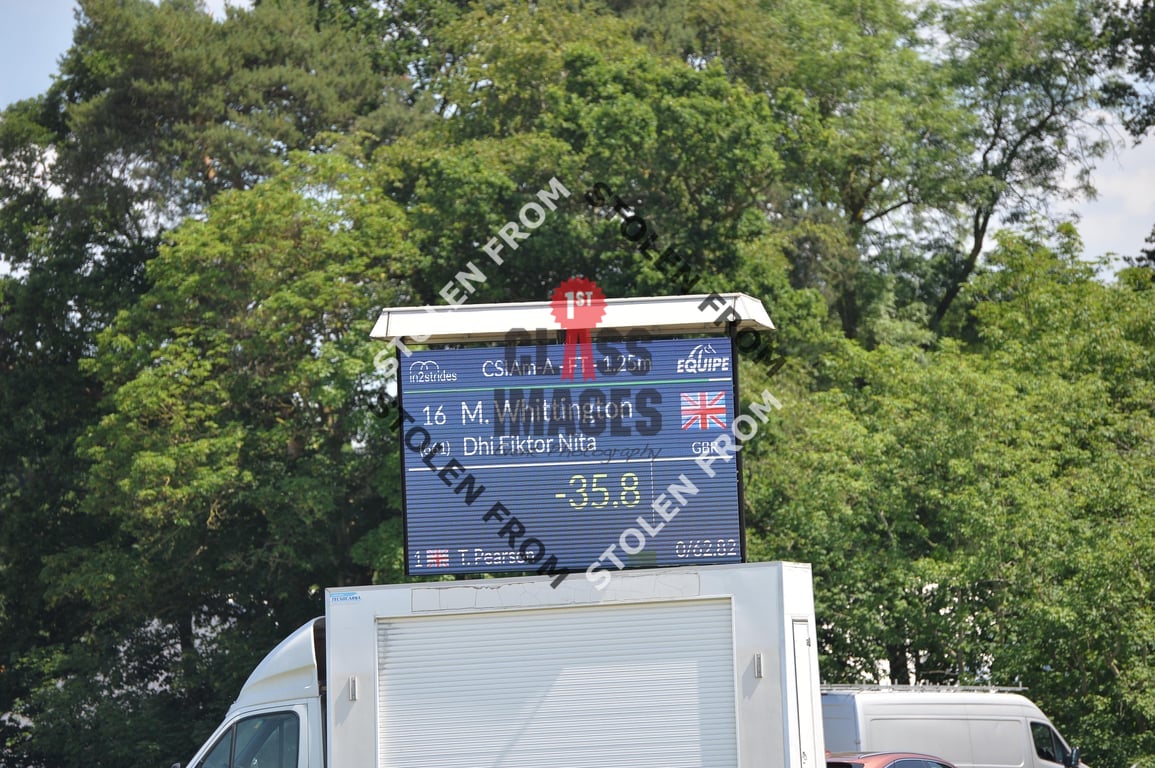 STOLEN FROM
STOLEN FROM
1ST
CLASS
IMAGES
in2strides
CSIAm-A- FT 1.25m
EQUIPE
16 M. Whittington
Dhi Fiktor Nita
GBR
-35.8
1 T. Pearson
0/62.82
STOLEN FROM
STOLEN FROM